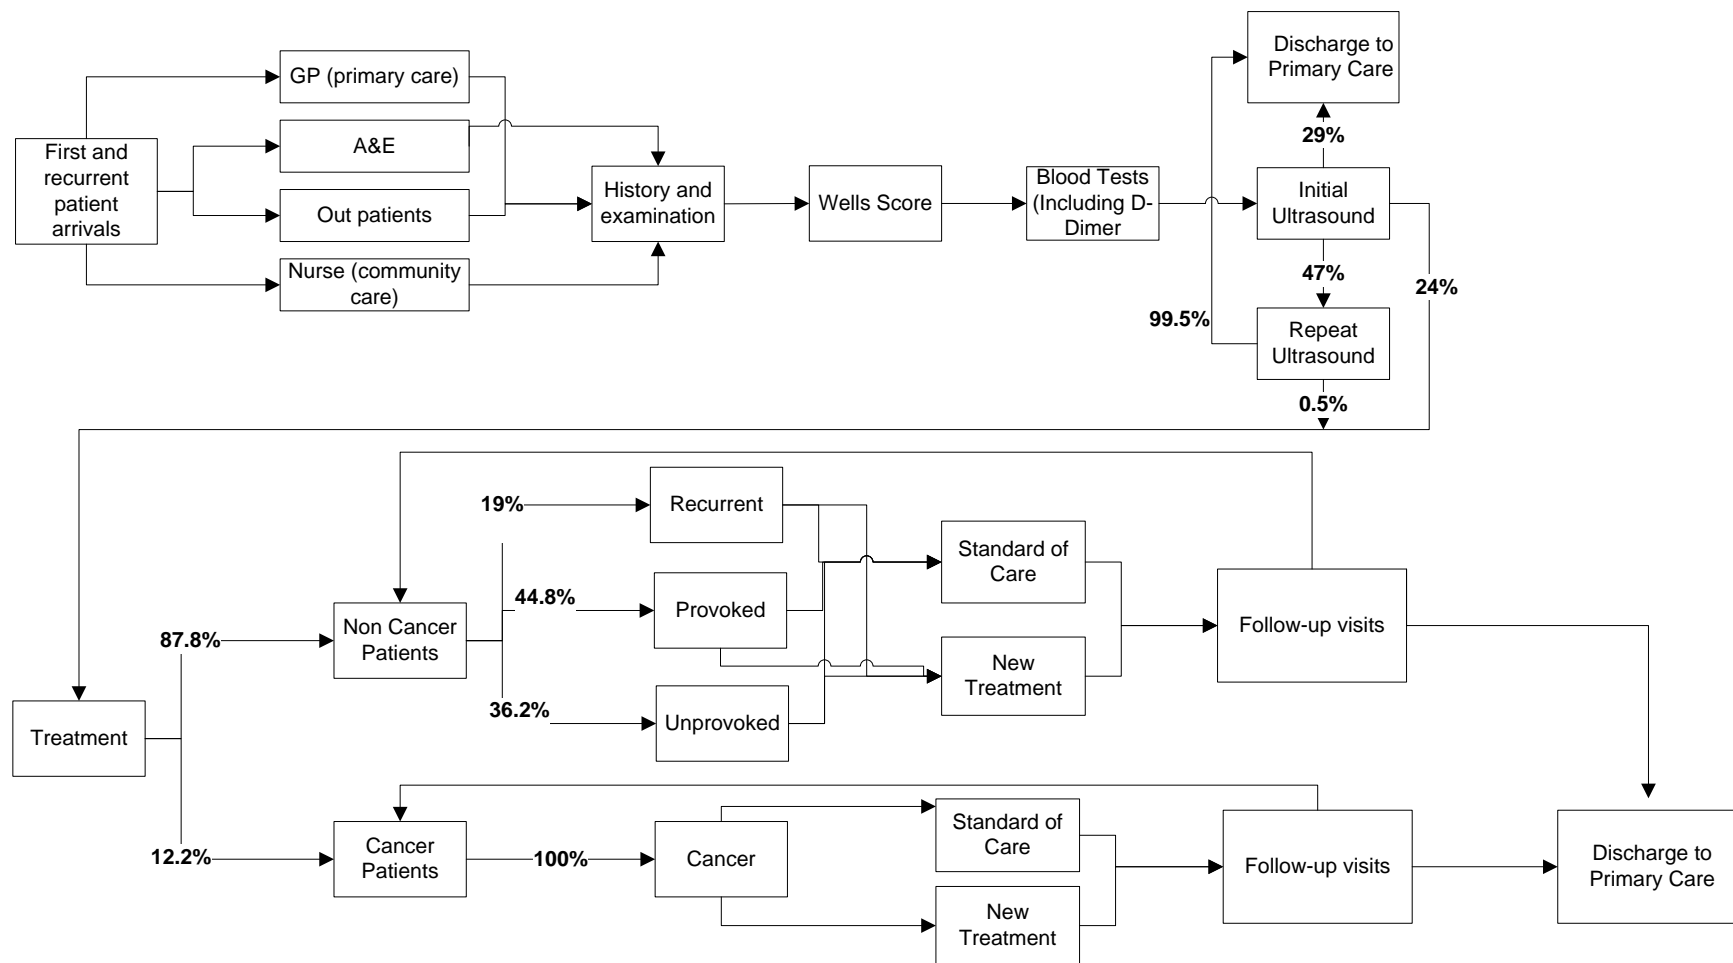 GP (primary care)
A&E
Out patients
Nurse (community
care)
First and
recurrent
patient
arrivals
History and
examination
Wells Score
Blood Tests
(Including D-
Dimer
Discharge to
Primary Care
29%
Initial
Ultrasound
47%
24%
99.5%
Repeat
Ultrasound
0.5%
19%
Recurrent
44.8%
Provoked
36.2%
Unprovoked
Non Cancer
Patients
87.8%
Treatment
12.2%
Standard of
Care
New
Treatment
Follow-up visits
Cancer
Patients
100%
Cancer
Standard of
Care
New
Treatment
Follow-up visits
Discharge to
Primary Care